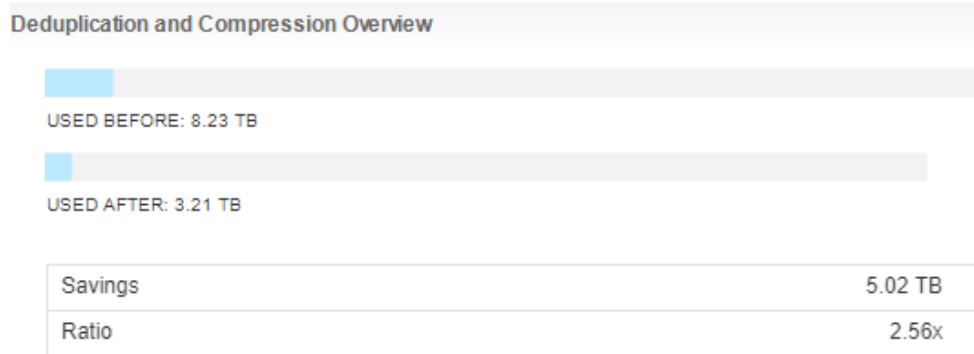 Deduplication and Compression Overview
USED BEFORE: 8.23 TB
USED AFTER: 3.21 TB
Savings 5.02 TB
Ratio 2.56x